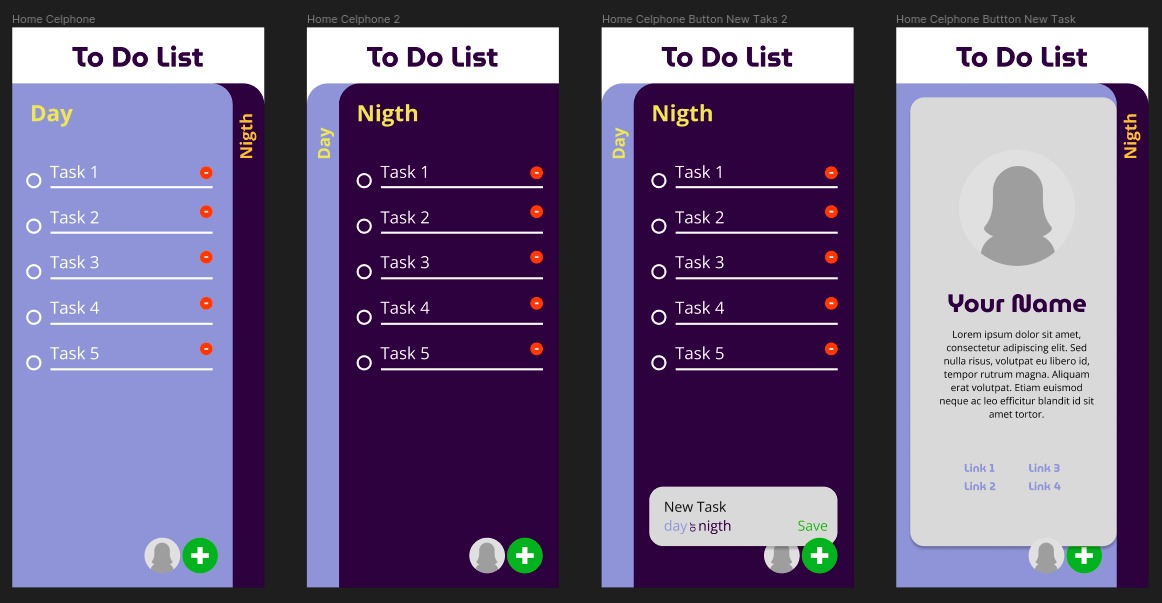 Home Celphone
To Do List
Day
Nigth
Task 1
-
Task 2
-
Task 3
-
Task 4
-
Task 5
-
Home Celphone 2
To Do List
Day
Nigth
Task 1
-
Task 2
-
Task 3
-
Task 4
-
Task 5
-
Home Celphone Button New Taks 2
To Do List
Day
Nigth
Task 1
-
Task 2
-
Task 3
-
Task 4
-
Task 5
-
New Task
day or nigth Save
Home Celphone Buttton New Task
To Do List
Nigth
Your Name
Lorem ipsum dolor sit amet,
consectetur adipiscing elit. Sed
nulla risus, volutpat eu libero id,
tempor rutrum magna. Aliquam
erat volutpat. Etiam euismod
neque ac leo efficitur blandit id sit
amet tortor.
Link 1 Link 3
Link 2 Link 4